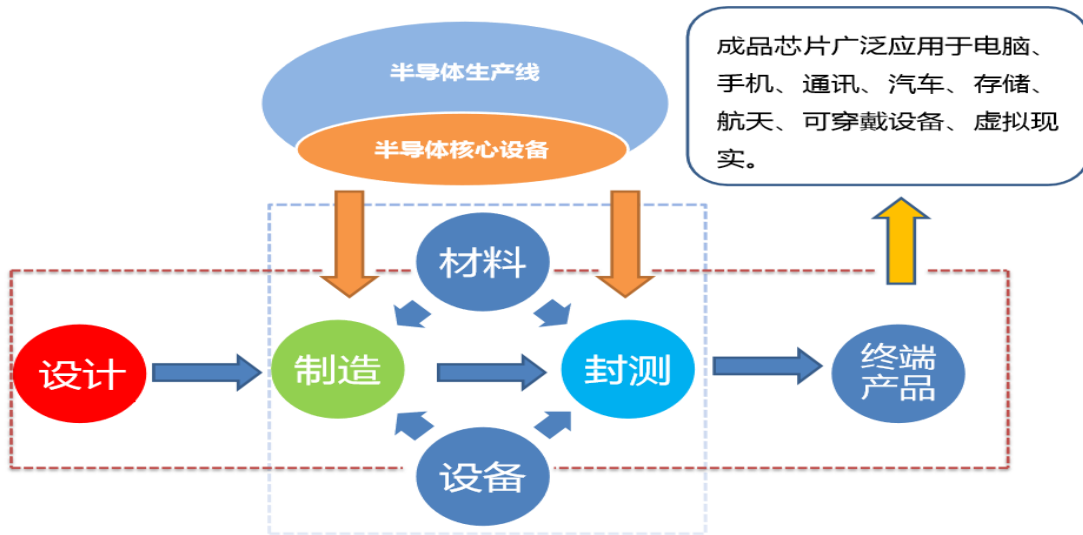 半导体生产线
半导体核心设备
成品芯片广泛应用于电脑、
手机、通讯、汽车、存储、
航天、可穿戴设备、虚拟现
实。
材料
设计
制造
封测
终端
产品
设备